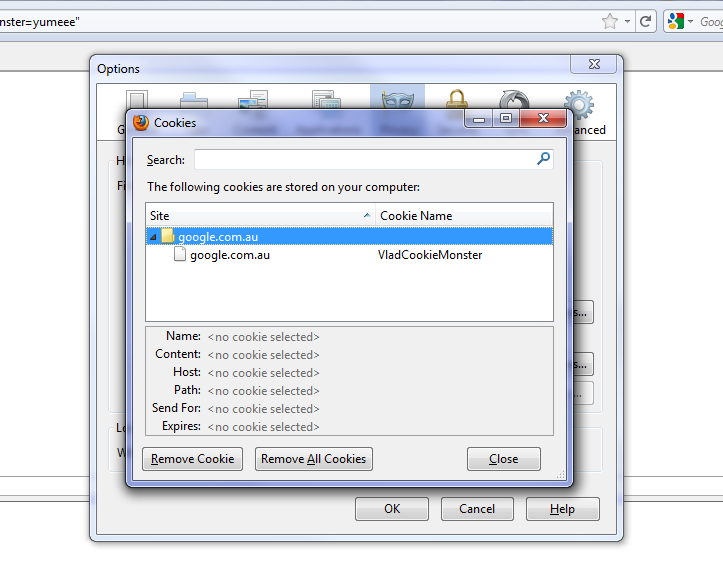 nster=yumeee"
Goog
Options
Cookies
anced
Search:
The following cookies are stored on your computer:
Site Cookie Name
google.com.au
google.com.au VladCookieMonster
Name: <no cookie selected>
Content: <no cookie selected>
Host: <no cookie selected>
Path: <no cookie selected>
Send For: <no cookie selected>
Expires: <no cookie selected>
Remove Cookie Remove All Cookies Close
OK Cancel Help